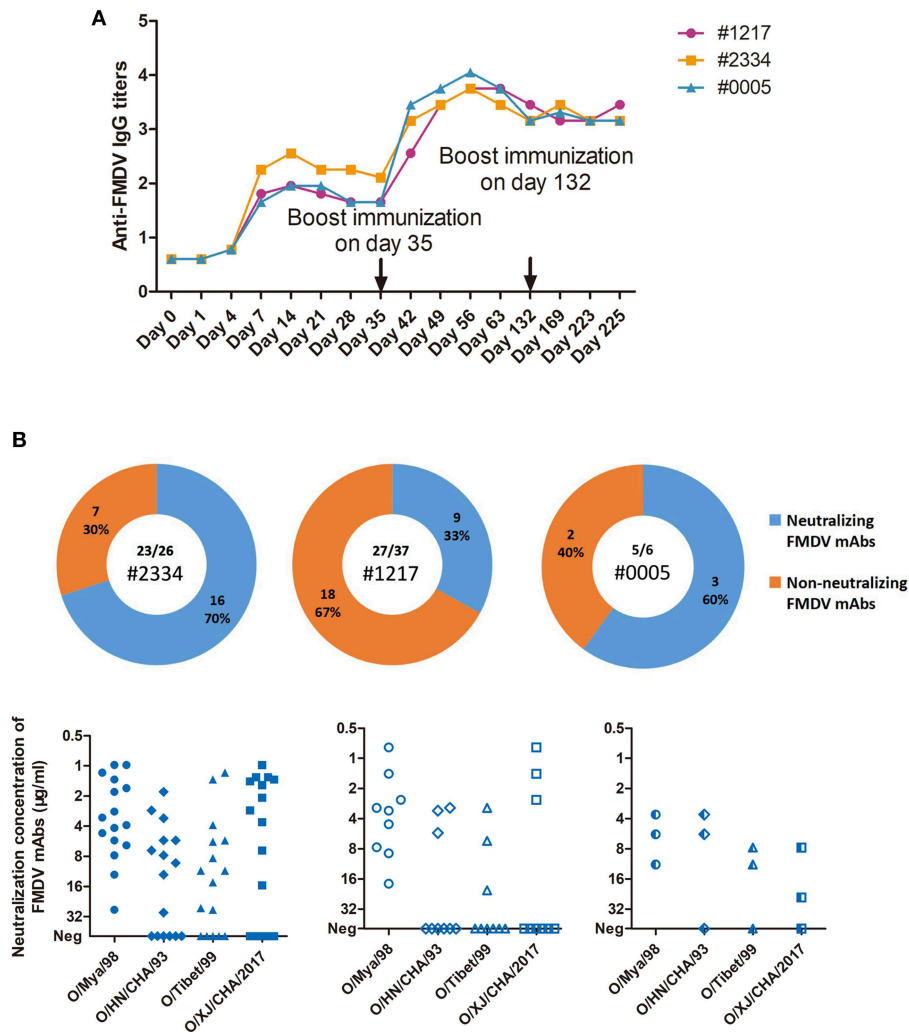 A
Anti-FMDV IgG titers
5
4
3
2
1
0
#1217
#2334
#0005
Boost immunization
on day 35
Boost immunization
on day 132
Day 0
Day 1
Day 4
Day 7
Day 14
Day 21
Day 28
Day 35
Day 42
Day 49
Day 56
Day 63
Day 132
Day 169
Day 223
Day 225
B
7
30%
23/26
#2334
16
70%
9
33%
27/37
#1217
18
67%
2
40%
5/6
#0005
3
60%
Neutralizing
FMDV mAbs
Non-neutralizing
FMDV mAbs
Neutralization concentration of
FMDV mAbs (µg/ml)
0.5
1
2
4
8
16
32
Neg
O/Mya/98
O/HN/CHA/93
O/Tibet/99
O/XJ/CHA/2017
0.5
1
2
4
8
16
32
Neg
O/Mya/98
O/HN/CHA/93
O/Tibet/99
O/XJ/CHA/2017
0.5
1
2
4
8
16
32
Neg
O/Mya/98
O/HN/CHA/93
O/Tibet/99
O/XJ/CHA/2017